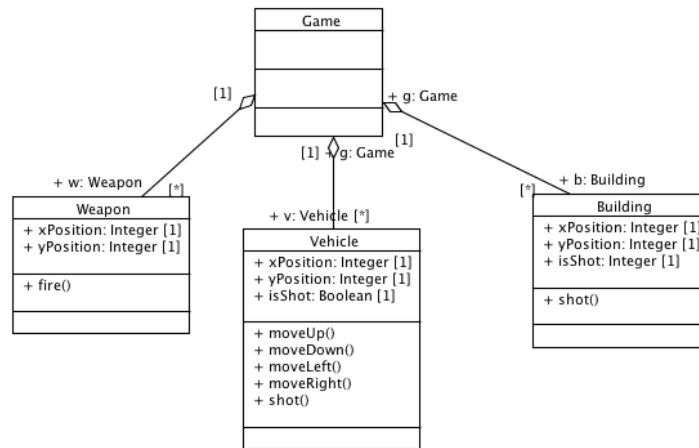 Game
[1]
+ g: Game
[1]
[1] + g: Game
+ w: Weapon
[*]
+ v: Vehicle [*]
+ b: Building
[*]
Weapon
+ xPosition: Integer [1]
+ yPosition: Integer [1]
+ fire()
Vehicle
+ xPosition: Integer [1]
+ yPosition: Integer [1]
+ isShot: Boolean [1]
+ moveUp()
+ moveDown()
+ moveLeft()
+ moveRight()
+ shot()
Building
+ xPosition: Integer [1]
+ yPosition: Integer [1]
+ isShot: Integer [1]
+ shot()